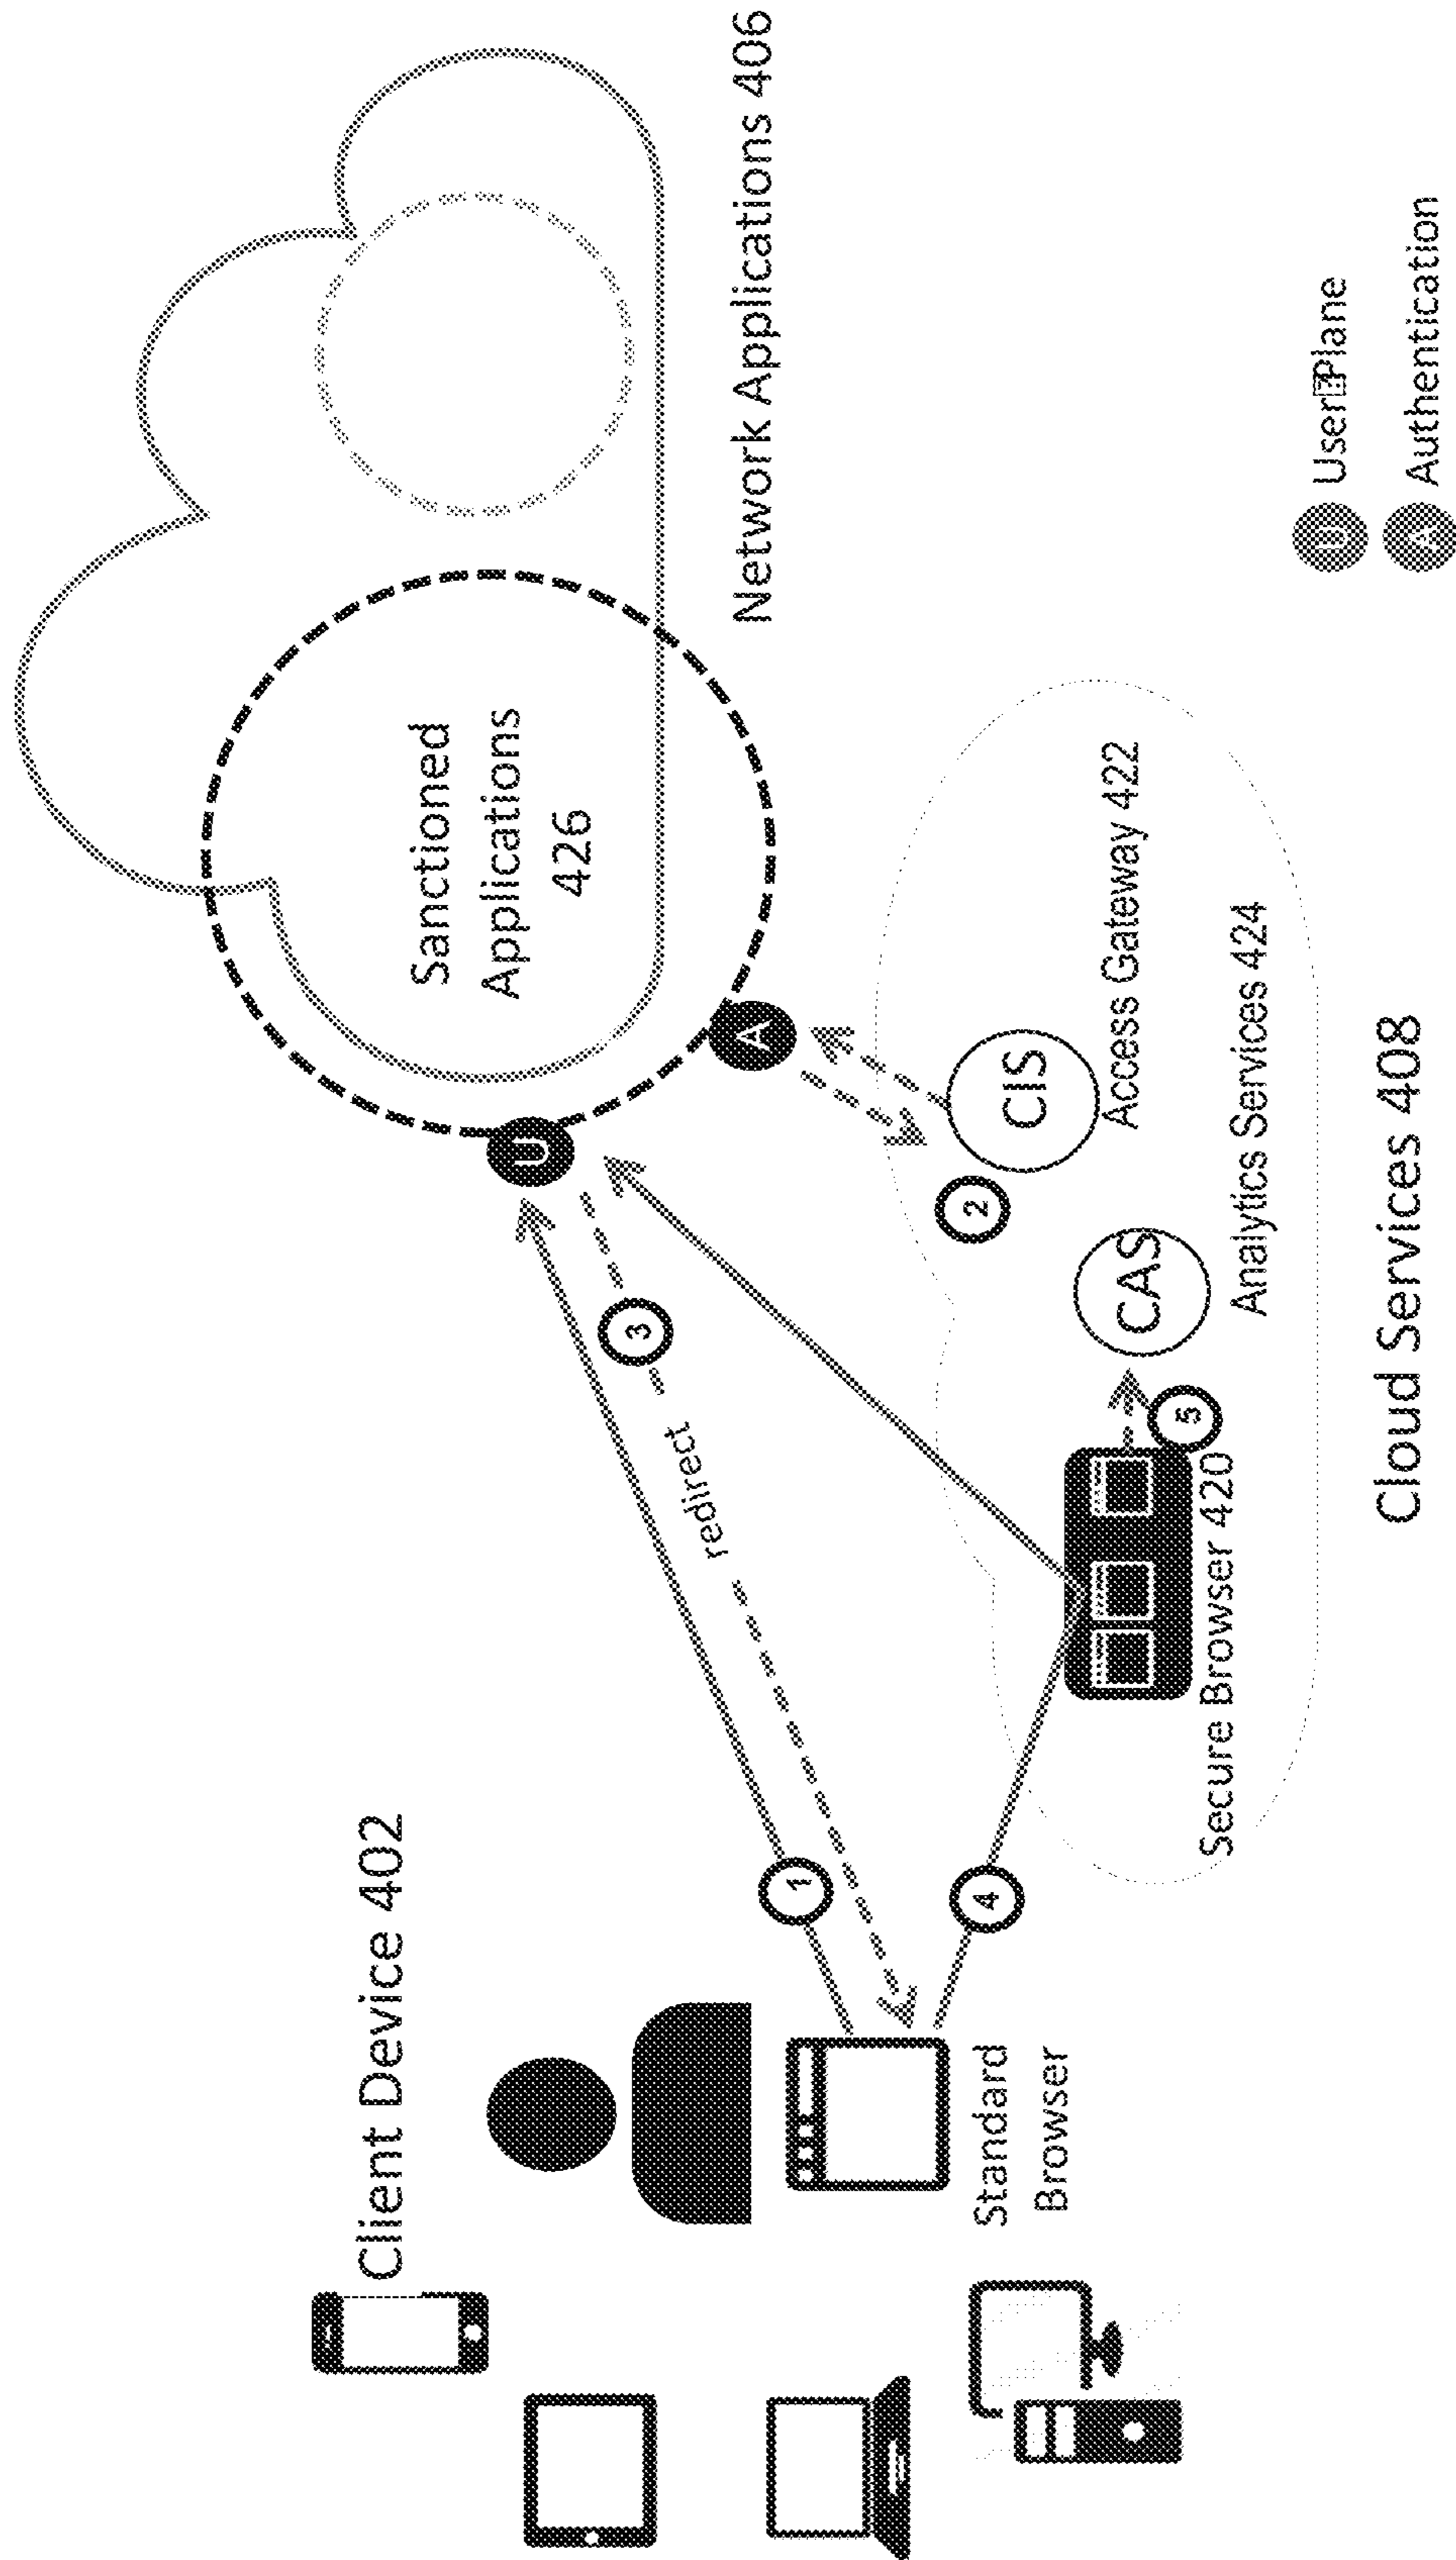 Client Device 402
Standard
Browser
1
3
redirect
4
U
A
Sanctioned
Applications
426
Network Applications 406
2
CIS
Access Gateway 422
CAS
Analytics Services 424
5
Secure Browser 420
Cloud Services 408
U User Plane
A Authentication